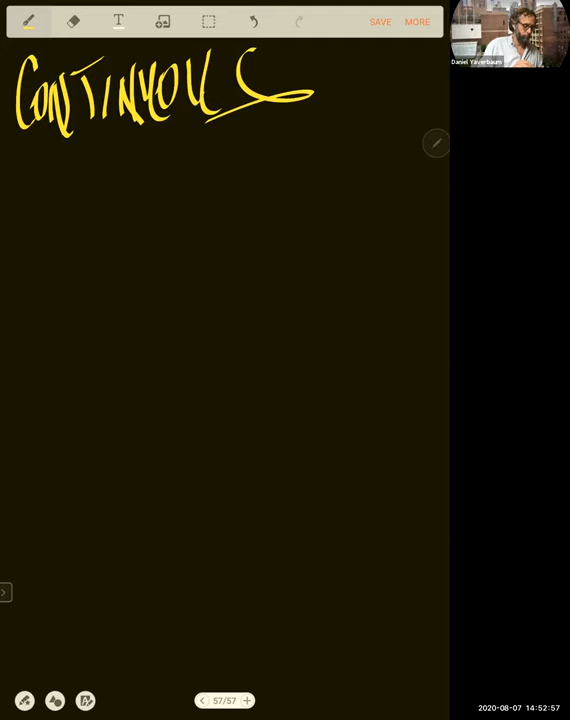 T SAVE MORE
Daniel Yaverbaum
CONTINUOUS
57/57
2020-08-07 14:52:57